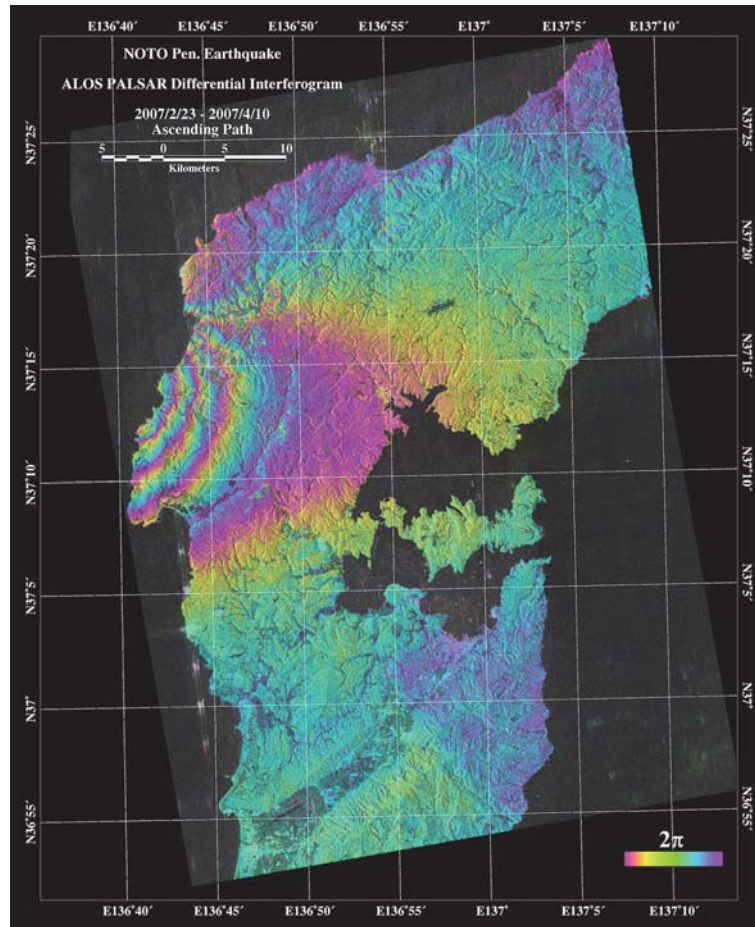 E136°40′ E136°45′ E136°50′ E136°55′ E137° E137°5′ E137°10′
NOTO Pen. Earthquake
ALOS PALSAR Differential Interferogram
2007/2/23 - 2007/4/10
Ascending Path
5 0 5 10
Kilometers
N37°25′ N37°25′
N37°20′ N37°20′
N37°15′ N37°15′
N37°10′ N37°10′
N37°5′ N37°5′
N37° N37°
N36°55′ N36°55′
2π
E136°40′ E136°45′ E136°50′ E136°55′ E137° E137°5′ E137°10′